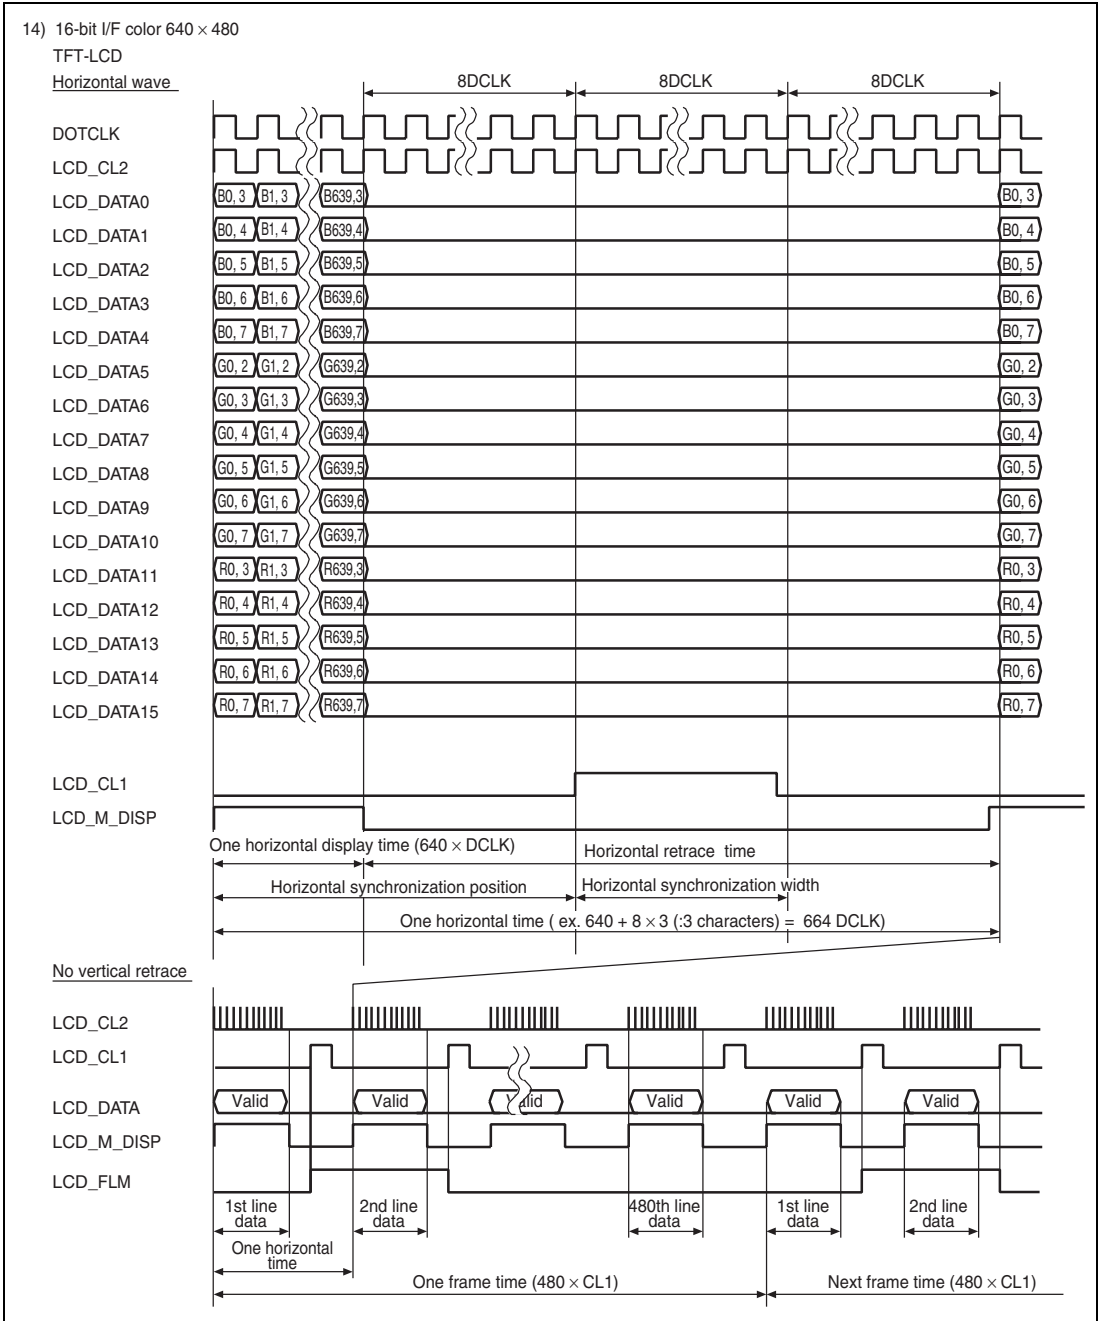 14) 16-bit I/F color 640 × 480
TFT-LCD
Horizontal wave
8DCLK 8DCLK 8DCLK
DOTCLK
LCD_CL2
LCD_DATA0 B0, 3 B1, 3 B639,3 B0, 3
LCD_DATA1 B0, 4 B1, 4 B639,4 B0, 4
LCD_DATA2 B0, 5 B1, 5 B639,5 B0, 5
LCD_DATA3 B0, 6 B1, 6 B639,6 B0, 6
LCD_DATA4 B0, 7 B1, 7 B639,7 B0, 7
LCD_DATA5 G0, 2 G1, 2 G639,2 G0, 2
LCD_DATA6 G0, 3 G1, 3 G639,3 G0, 3
LCD_DATA7 G0, 4 G1, 4 G639,4 G0, 4
LCD_DATA8 G0, 5 G1, 5 G639,5 G0, 5
LCD_DATA9 G0, 6 G1, 6 G639,6 G0, 6
LCD_DATA10 G0, 7 G1, 7 G639,7 G0, 7
LCD_DATA11 R0, 3 R1, 3 R639,3 R0, 3
LCD_DATA12 R0, 4 R1, 4 R639,4 R0, 4
LCD_DATA13 R0, 5 R1, 5 R639,5 R0, 5
LCD_DATA14 R0, 6 R1, 6 R639,6 R0, 6
LCD_DATA15 R0, 7 R1, 7 R639,7 R0, 7
LCD_CL1
LCD_M_DISP
One horizontal display time (640 × DCLK) Horizontal retrace time
Horizontal synchronization position Horizontal synchronization width
One horizontal time ( ex. 640 + 8 × 3 (:3 characters) = 664 DCLK)
No vertical retrace
LCD_CL2
LCD_CL1
LCD_DATA Valid Valid Valid Valid Valid Valid
LCD_M_DISP
LCD_FLM
1st line data 2nd line data 480th line data 1st line data 2nd line data
One horizontal time
One frame time (480 × CL1) Next frame time (480 × CL1)